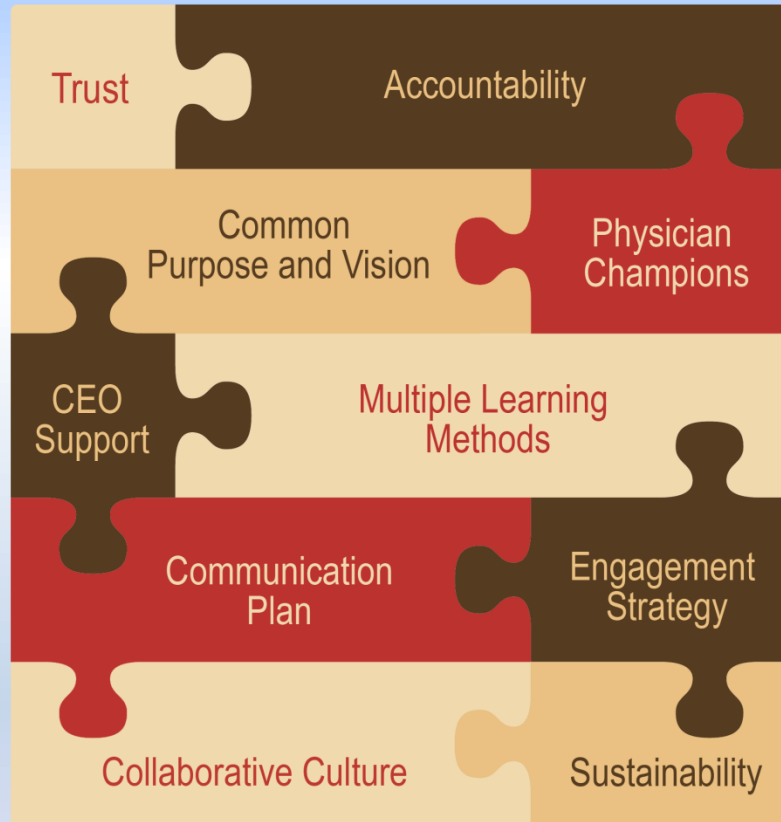 Trust
Accountability
Common
Purpose and Vision
Physician
Champions
CEO
Support
Multiple Learning
Methods
Communication
Plan
Engagement
Strategy
Collaborative Culture
Sustainability